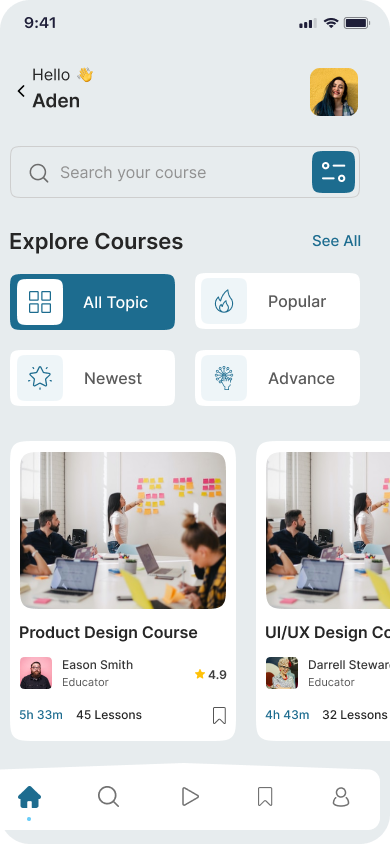 9:41
Hello 👋
Aden
Search your course
Explore Courses
See All
All Topic
Popular
Newest
Advance
Product Design Course
Eason Smith
Educator
4.9
5h 33m
45 Lessons
UI/UX Design Co
Darrell Stewar
Educator
4h 43m
32 Lessons